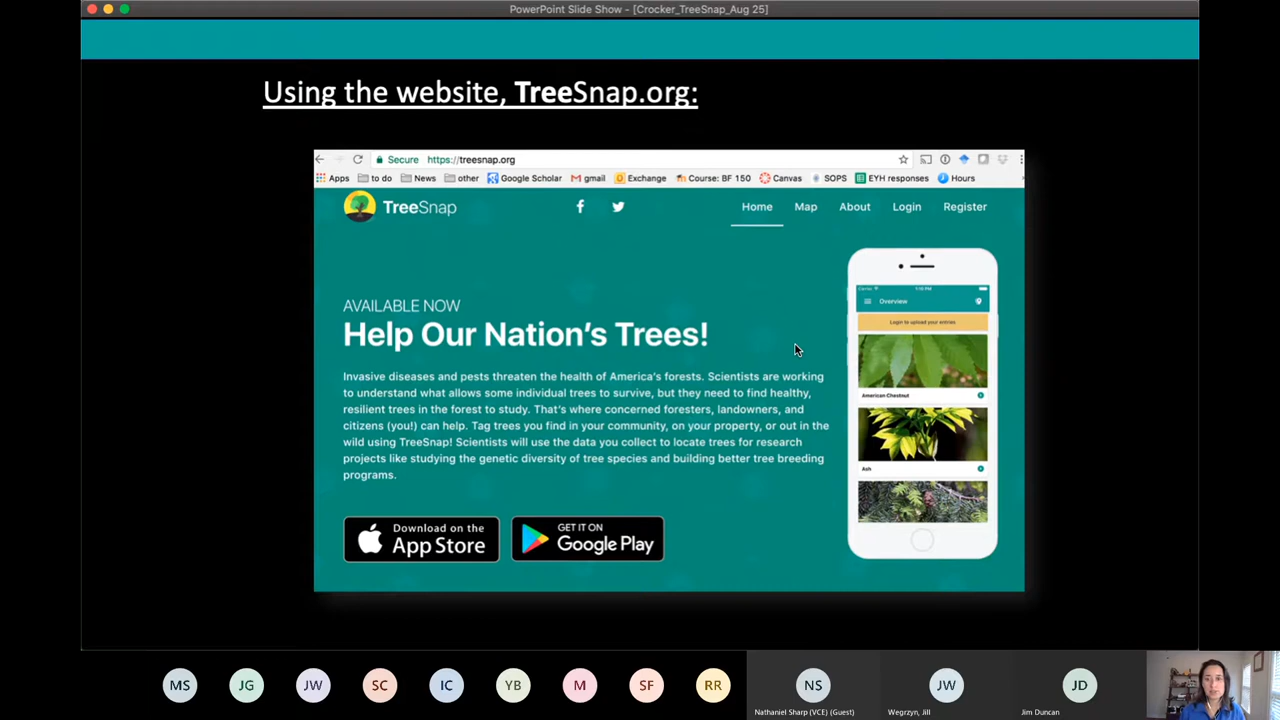 PowerPoint Slide Show - [Crocker_TreeSnap_Aug 25]
Using the website, TreeSnap.org:
Secure https://treesnap.org
Apps to do News other Google Scholar gmail Exchange Course: BF 150 Canvas SOPS EYH responses Hours
TreeSnap Home Map About Login Register
AVAILABLE NOW
Help Our Nation's Trees!
Invasive diseases and pests threaten the health of America's forests. Scientists are working
to understand what allows some individual trees to survive, but they need to find healthy,
resilient trees in the forest to study. That's where concerned foresters, landowners, and
citizens (you!) can help. Tag trees you find in your community, on your property, or out in the
wild using TreeSnap! Scientists will use the data you collect to locate trees for research
projects like studying the genetic diversity of tree species and building better tree breeding
programs.
Download on the
App Store
GET IT ON
Google Play
Overview
Login to upload your entries
American Chestnut
Ash
MS JG JW SC IC YB M SF RR NS JW JD
Nathaniel Sharp (VCE) (Guest) Wegrzyn, Jill Jim Duncan